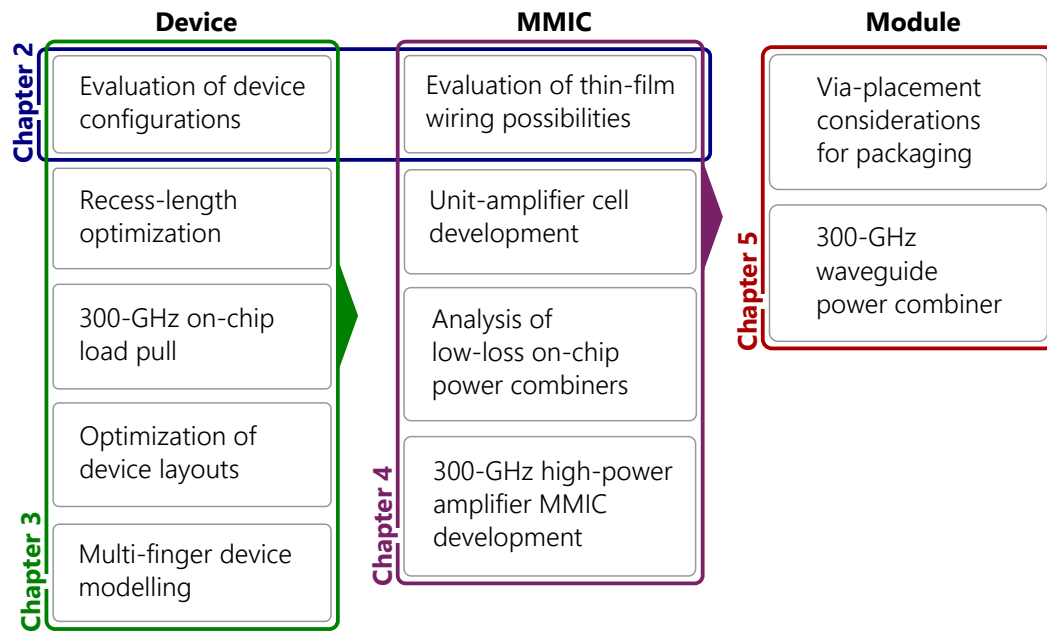 Device
MMIC
Module
Chapter 2
Evaluation of device
configurations
Recess-length
optimization
300-GHz on-chip
load pull
Optimization of
device layouts
Multi-finger device
modelling
Chapter 3
Evaluation of thin-film
wiring possibilities
Unit-amplifier cell
development
Analysis of
low-loss on-chip
power combiners
300-GHz high-power
amplifier MMIC
development
Chapter 4
Via-placement
considerations
for packaging
300-GHz
waveguide
power combiner
Chapter 5